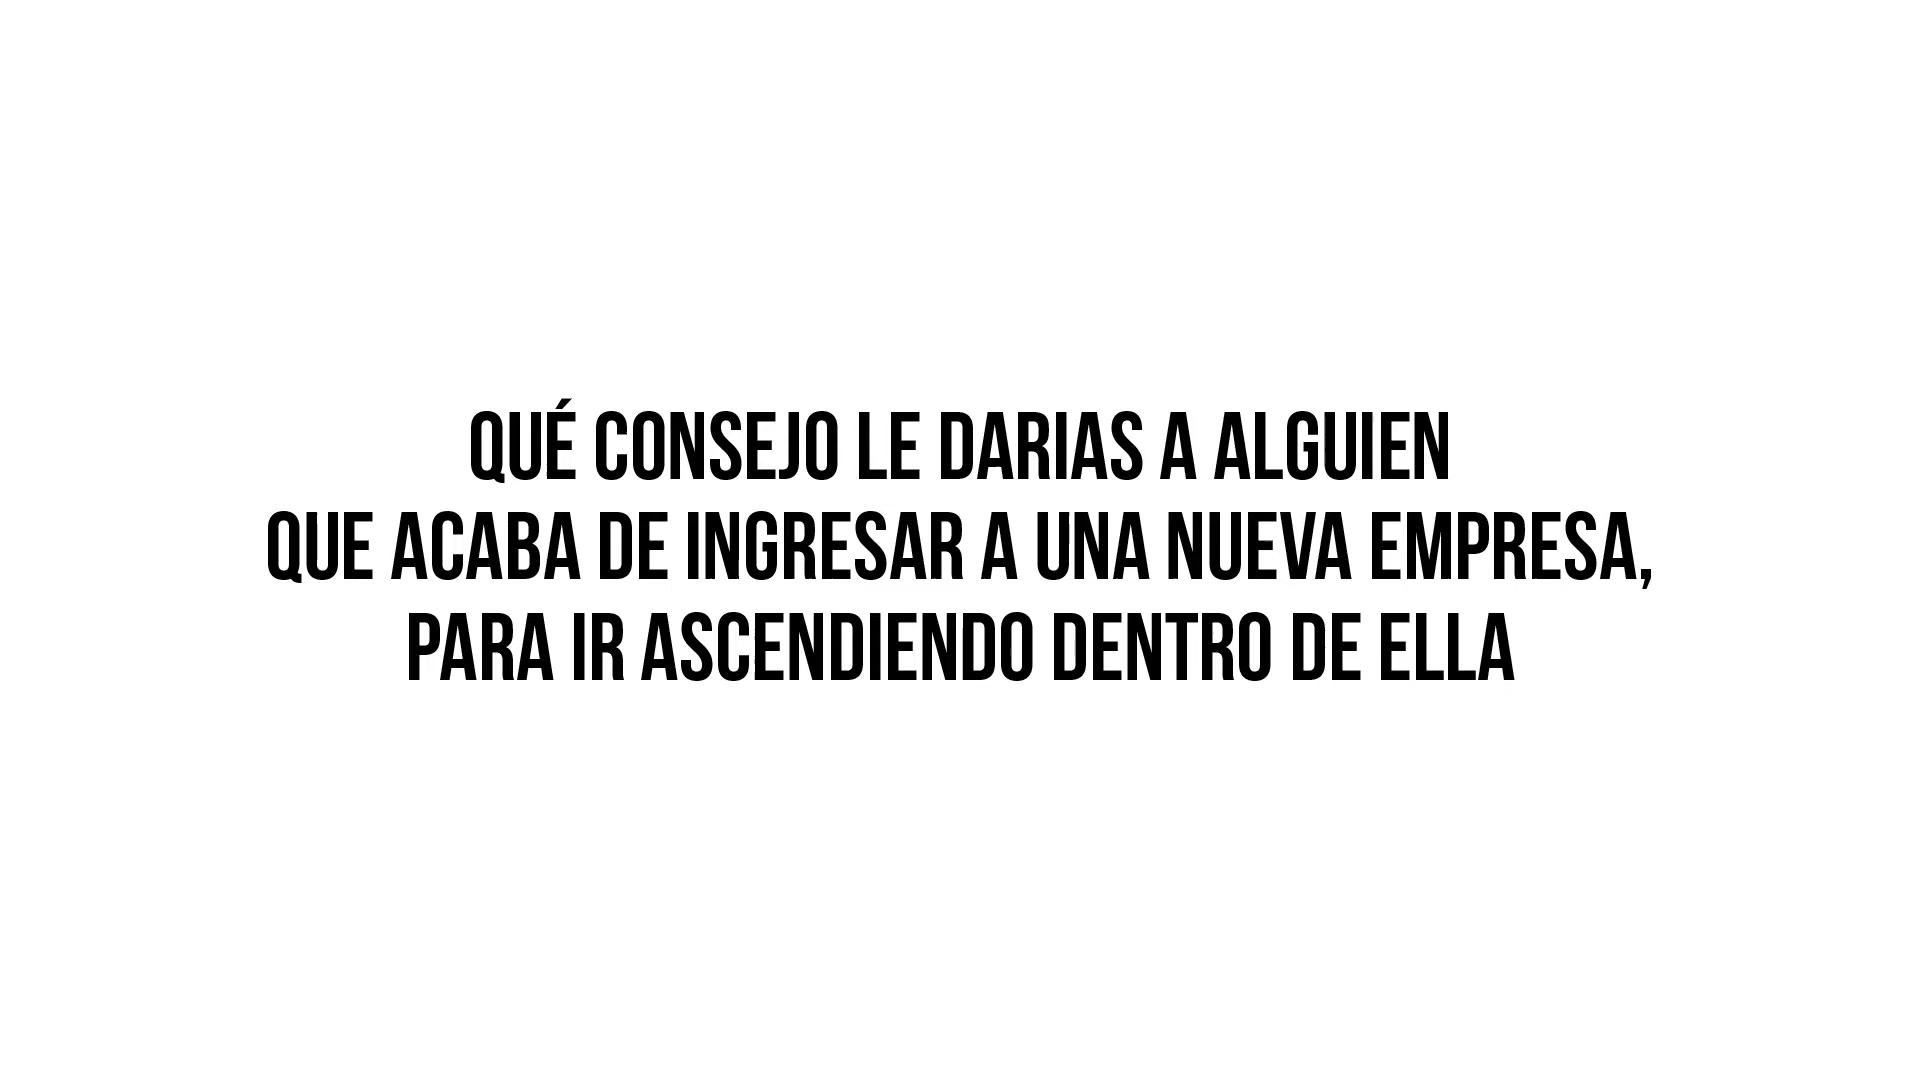 QUÉ CONSEJO LE DARIAS A ALGUIEN
QUE ACABA DE INGRESAR A UNA NUEVA EMPRESA,
PARA IR ASCENDIENDO DENTRO DE ELLA